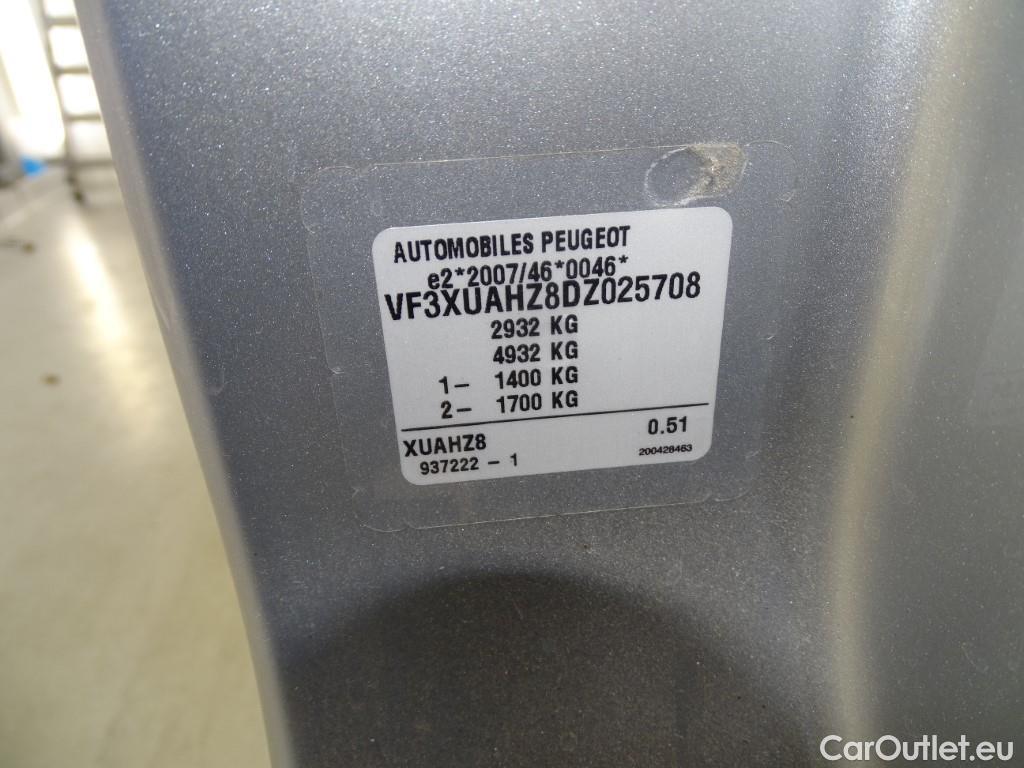 AUTOMOBILES PEUGEOT
e2*2007/46*0046*
VF3XUAHZ8DZ025708
2932 KG
4932 KG
1- 1400 KG
2- 1700 KG
XUAHZ8 0.51
937222 - 1 200428463
CarOutlet.eu